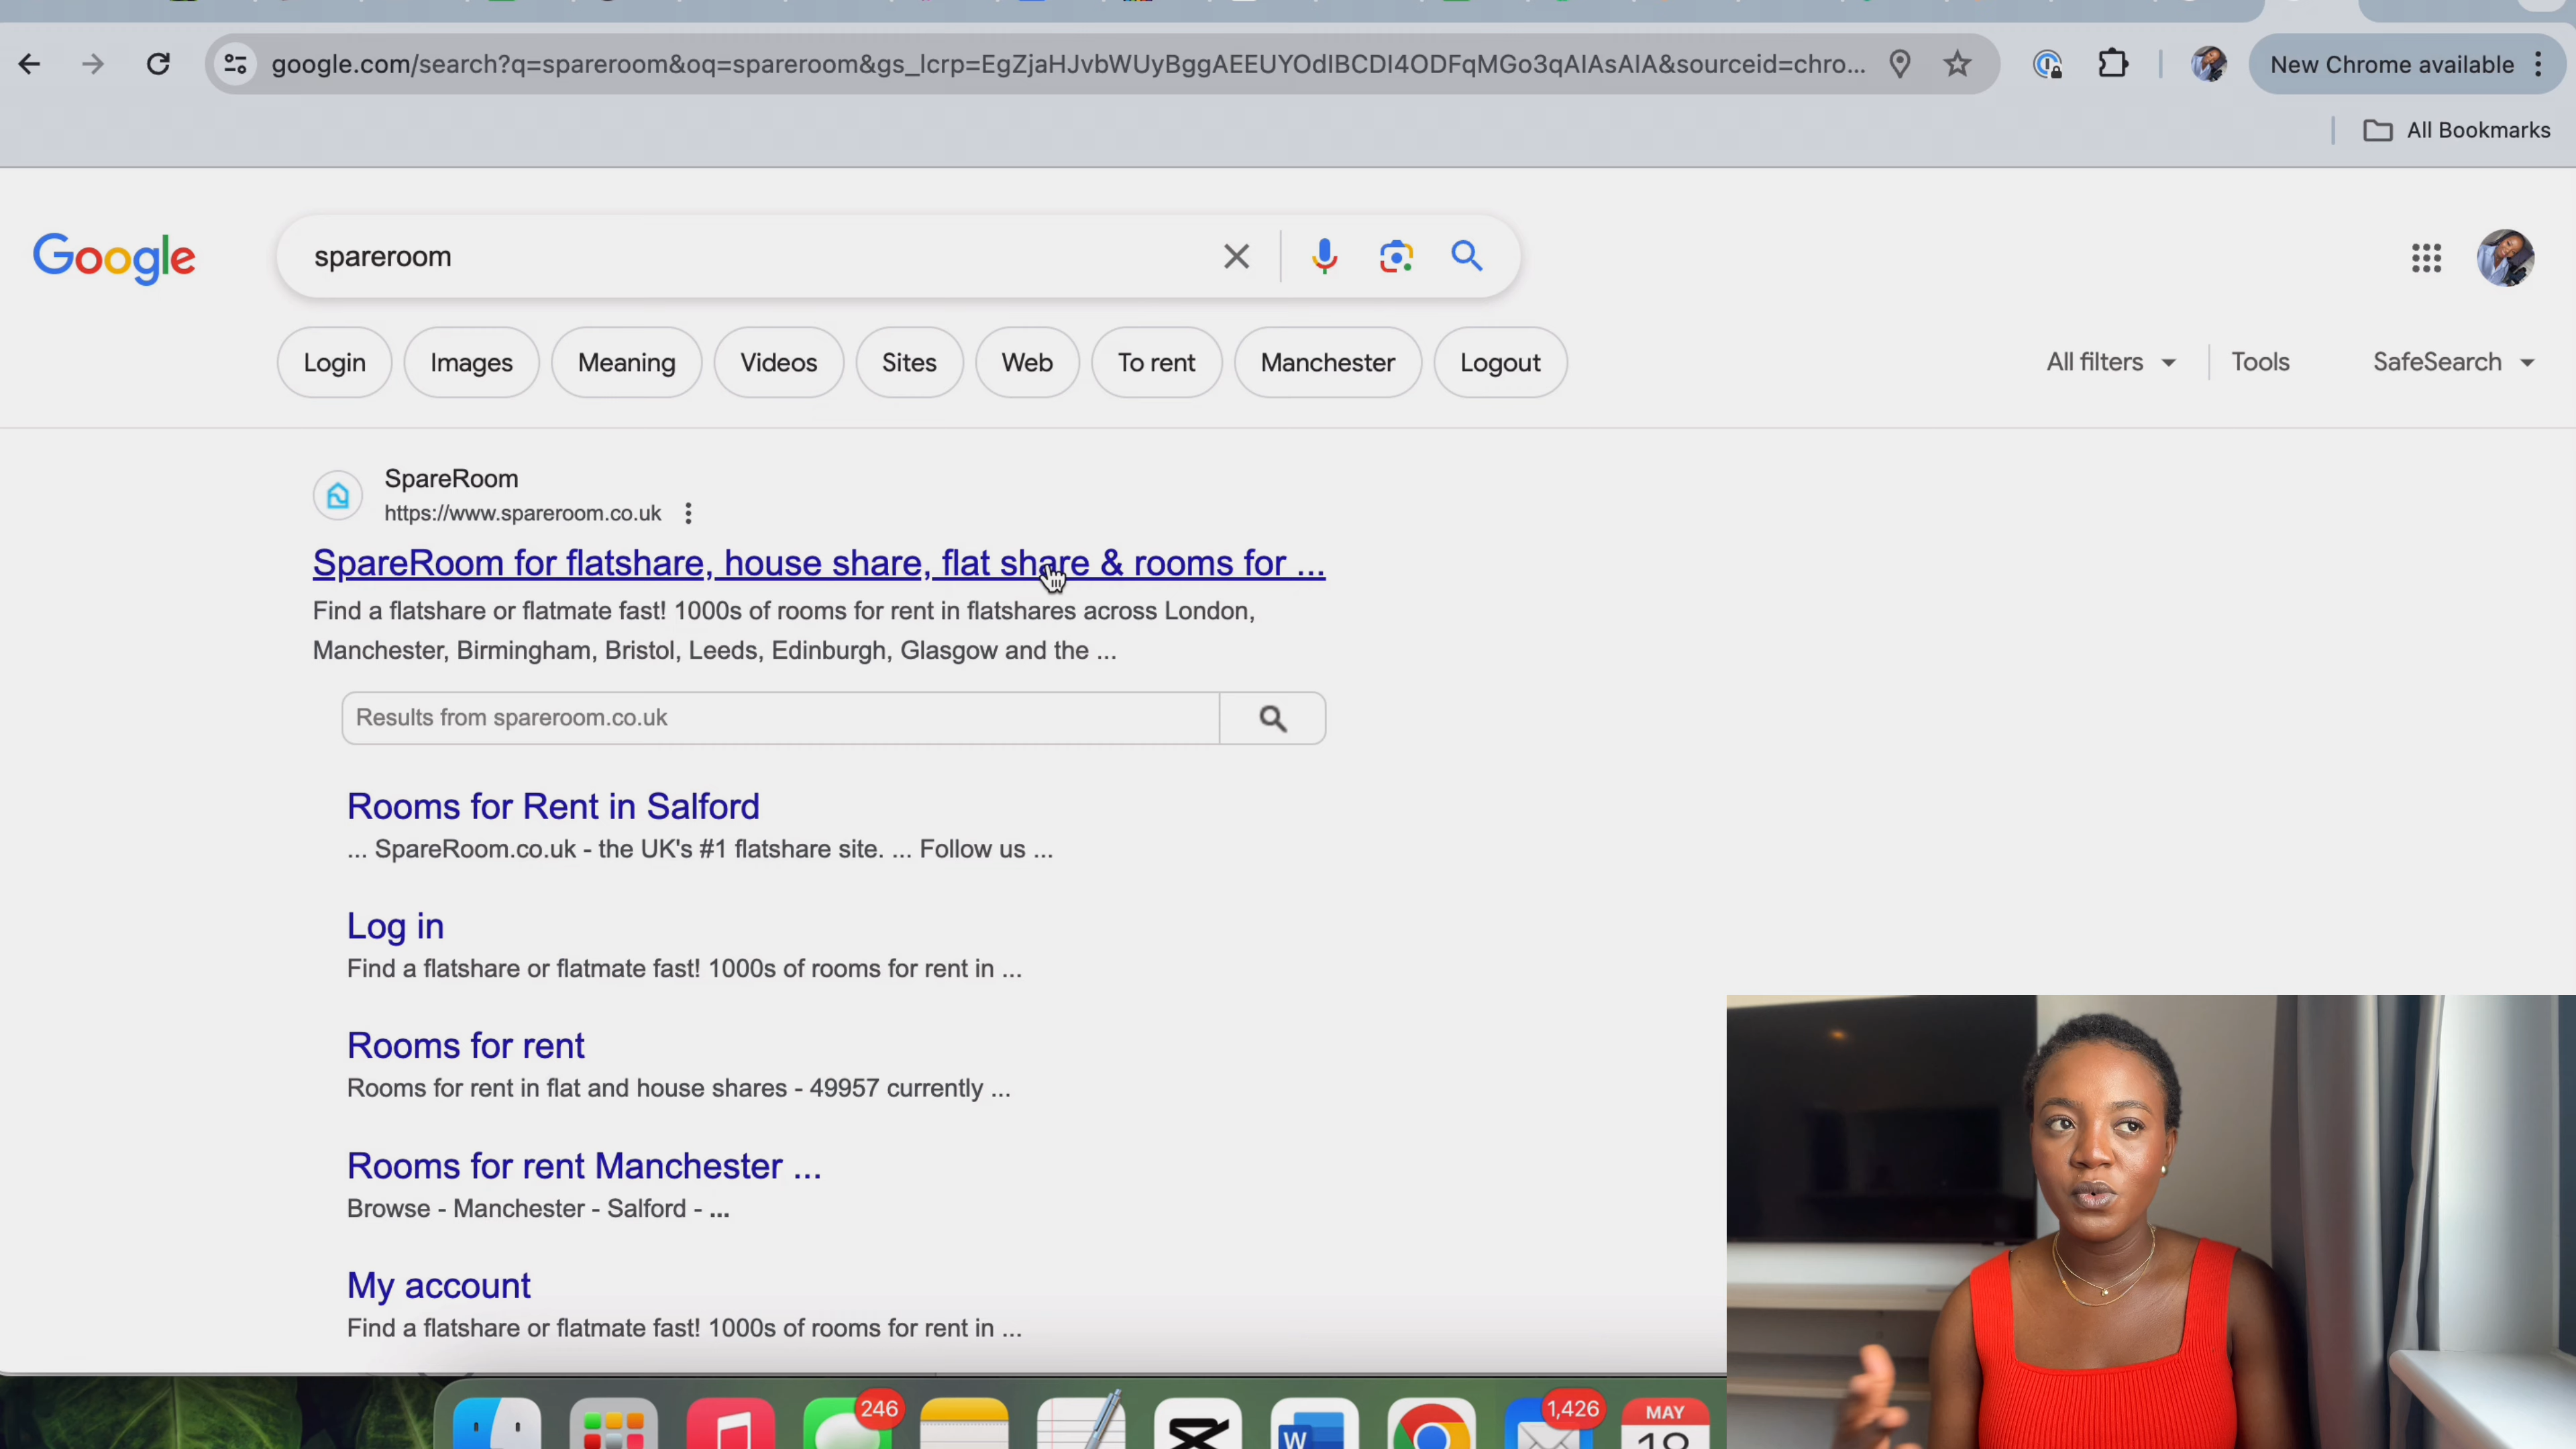 google.com/search?q=spareroom&oq=spareroom&gs_lcrp=EgZjaHJvbWUyBggAEEUYOdIBCDI4ODFqMGo3qAIAsAIA&sourceid=chro...
New Chrome available
All Bookmarks
Google
spareroom
Login
Images
Meaning
Videos
Sites
Web
To rent
Manchester
Logout
All filters
Tools
SafeSearch
SpareRoom
https://www.spareroom.co.uk
SpareRoom for flatshare, house share, flat share & rooms for ...
Find a flatshare or flatmate fast! 1000s of rooms for rent in flatshares across London,
Manchester, Birmingham, Bristol, Leeds, Edinburgh, Glasgow and the ...
Results from spareroom.co.uk
Rooms for Rent in Salford
... SpareRoom.co.uk - the UK's #1 flatshare site. ... Follow us ...
Log in
Find a flatshare or flatmate fast! 1000s of rooms for rent in ...
Rooms for rent
Rooms for rent in flat and house shares - 49957 currently ...
Rooms for rent Manchester ...
Browse - Manchester - Salford - ...
My account
Find a flatshare or flatmate fast! 1000s of rooms for rent in ...
246
W
1,426
MAY